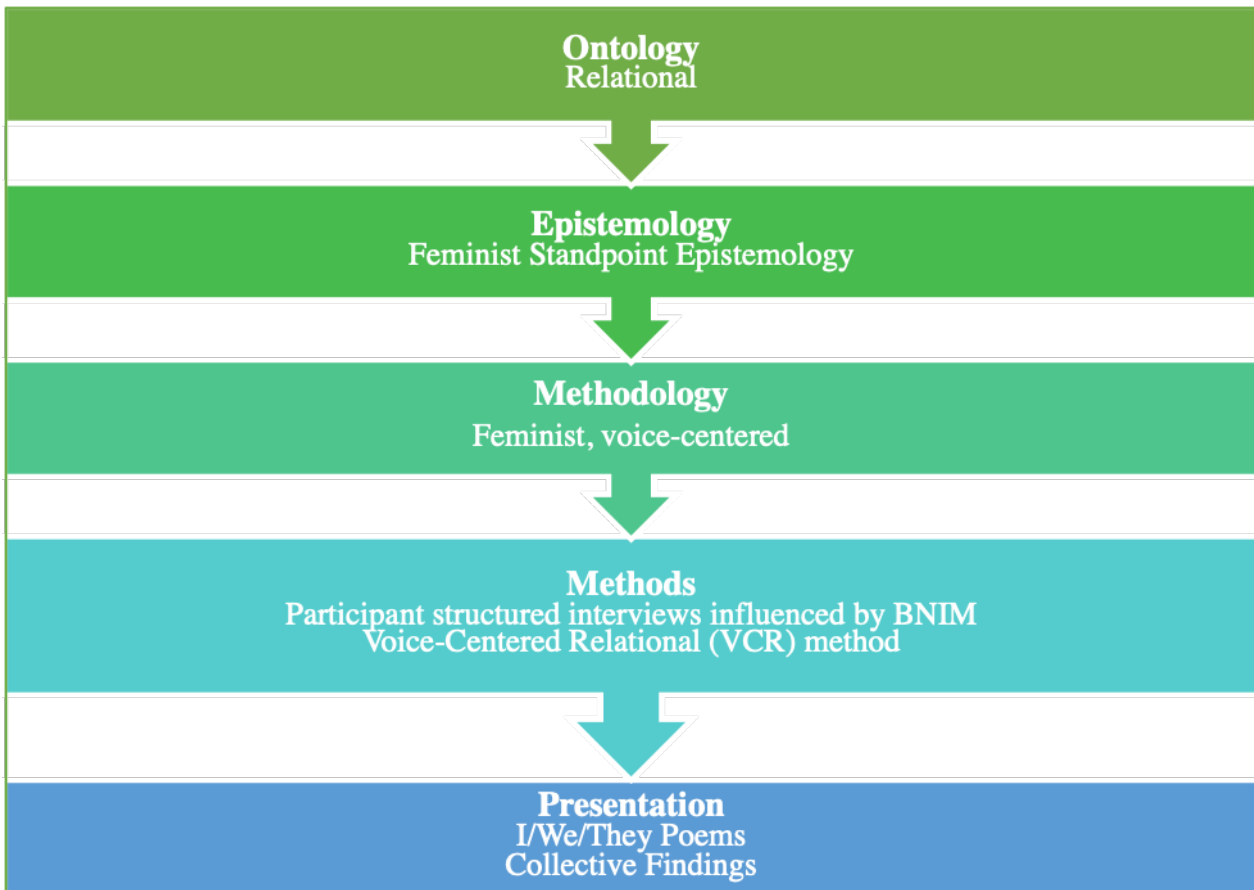 Ontology
Relational
Epistemology
Feminist Standpoint Epistemology
Methodology
Feminist, voice-centered
Methods
Participant structured interviews influenced by BNIM
Voice-Centered Relational (VCR) method
Presentation
I/We/They Poems
Collective Findings